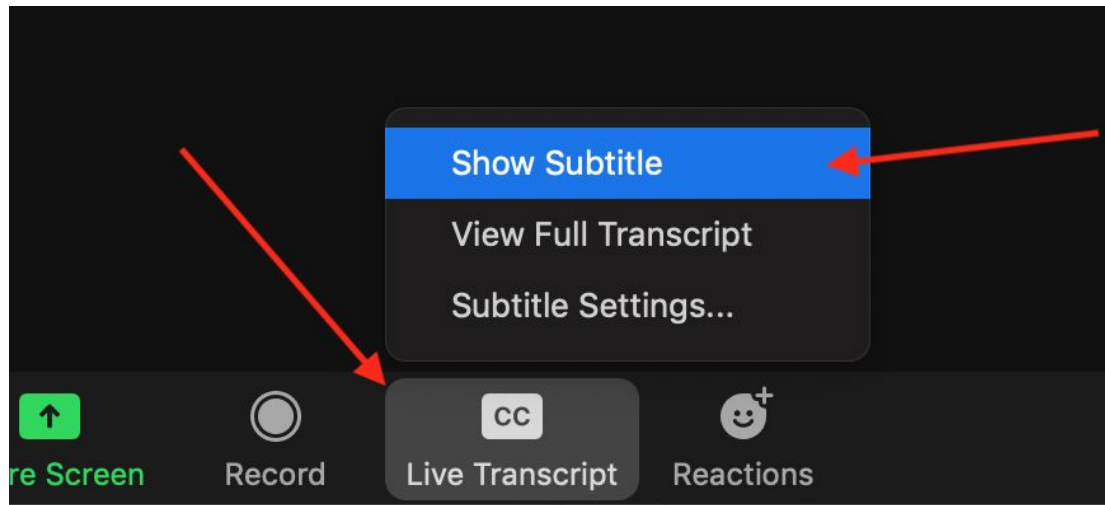 Show Subtitle
View Full Transcript
Subtitle Settings...
CC
re Screen
Record
Live Transcript
Reactions